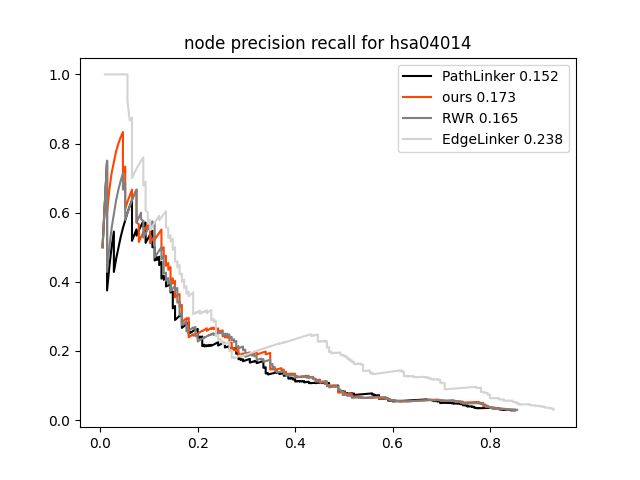 node precision recall for hsa04014
PathLinker 0.152
ours 0.173
RWR 0.165
EdgeLinker 0.238
1.0
0.8
0.6
0.4
0.2
0.0
0.0 0.2 0.4 0.6 0.8